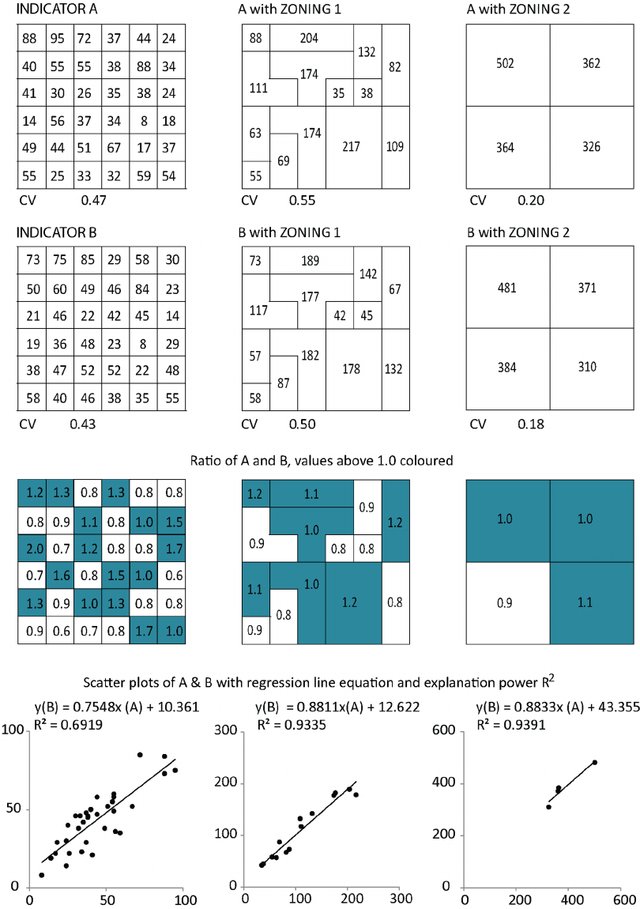 INDICATOR A A with ZONING 1 A with ZONING 2
88 95 72 37 44 24
40 55 55 38 88 34
41 30 26 35 38 24
14 56 37 34 8 18
49 44 51 67 17 37
55 25 33 32 59 54
CV 0.47
88 204 132 82
111 174 35 38
63 174 217 109
69
55
CV 0.55
502 362
364 326
CV 0.20
INDICATOR B B with ZONING 1 B with ZONING 2
73 75 85 29 58 30
50 60 49 46 84 23
21 46 22 42 45 14
19 36 48 23 8 29
38 47 52 52 22 48
58 40 46 38 35 55
CV 0.43
73 189 142 67
117 177 42 45
57 182 178 132
87
58
CV 0.50
481 371
384 310
CV 0.18
Ratio of A and B, values above 1.0 coloured
1.2 1.3 0.8 1.3 0.8 0.8
0.8 0.9 1.1 0.8 1.0 1.5
2.0 0.7 1.2 0.8 0.8 1.7
0.7 1.6 0.8 1.5 1.0 0.6
1.3 0.9 1.0 1.3 0.8 0.8
0.9 0.6 0.7 0.8 1.7 1.0
1.2 1.1 0.9 1.2
0.9 1.0 0.8 0.8
1.1 1.0 1.2 0.8
0.8
0.9
1.0 1.0
0.9 1.1
Scatter plots of A & B with regression line equation and explanation power R²
y(B) = 0.7548x (A) + 10.361
R² = 0.6919
100
50
0
0 50 100
y(B) = 0.8811x(A) + 12.622
R² = 0.9335
300
200
100
0
0 100 200 300
y(B) = 0.8833x (A) + 43.355
R² = 0.9391
600
400
200
0
0 200 400 600